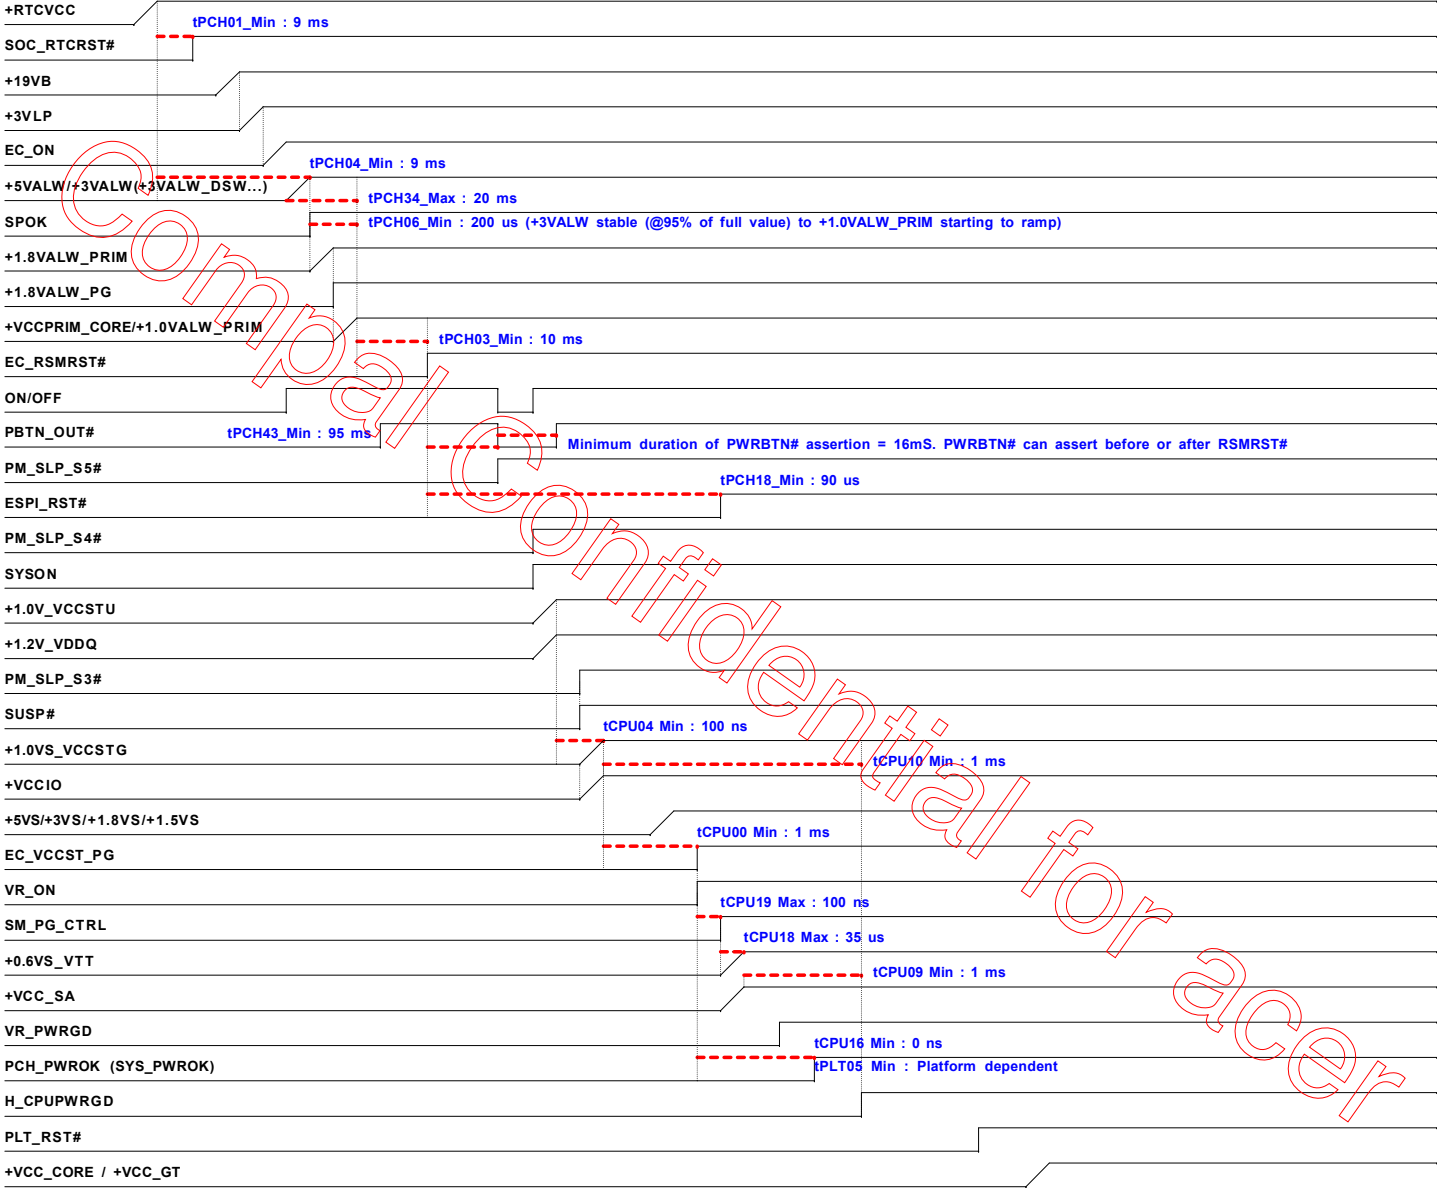 +RTCVCC
tPCH01_Min : 9 ms
SOC_RTCRST#
+19VB
+3VLP
EC_ON
tPCH04_Min : 9 ms
+5VALW/+3VALW(+3VALW_DSW...)
tPCH34_Max : 20 ms
SPOK
tPCH06_Min : 200 us (+3VALW stable (@95% of full value) to +1.0VALW_PRIM starting to ramp)
+1.8VALW_PRIM
+1.8VALW_PG
+VCCPRIM_CORE/+1.0VALW_PRIM
tPCH03_Min : 10 ms
EC_RSMRST#
ON/OFF
PBTN_OUT#
tPCH43_Min : 95 ms
Minimum duration of PWRBTN# assertion = 16mS. PWRBTN# can assert before or after RSMRST#
PM_SLP_S5#
tPCH18_Min : 90 us
ESPI_RST#
PM_SLP_S4#
SYSON
+1.0V_VCCSTU
+1.2V_VDDQ
PM_SLP_S3#
SUSP#
tCPU04 Min : 100 ns
+1.0VS_VCCSTG
tCPU10 Min : 1 ms
+VCCIO
+5VS/+3VS/+1.8VS/+1.5VS
tCPU00 Min : 1 ms
EC_VCCST_PG
VR_ON
tCPU19 Max : 100 ns
SM_PG_CTRL
tCPU18 Max : 35 us
+0.6VS_VTT
tCPU09 Min : 1 ms
+VCC_SA
VR_PWRGD
tCPU16 Min : 0 ns
PCH_PWROK (SYS_PWROK)
tPLT05 Min : Platform dependent
H_CPUPWRGD
PLT_RST#
+VCC_CORE / +VCC_GT
Compal Confidential for acer